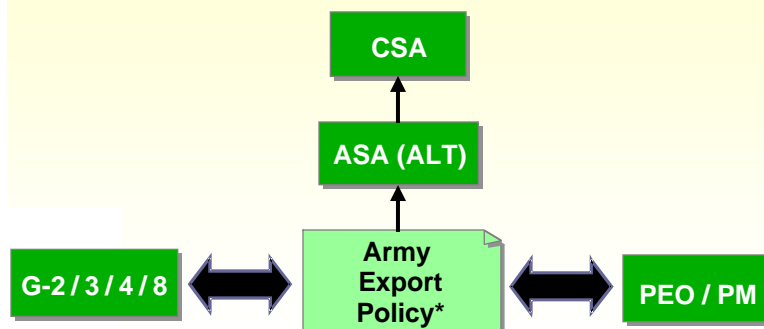 CSA
ASA (ALT)
Army
Export
Policy*
G-2 / 3 / 4 / 8
PEO / PM